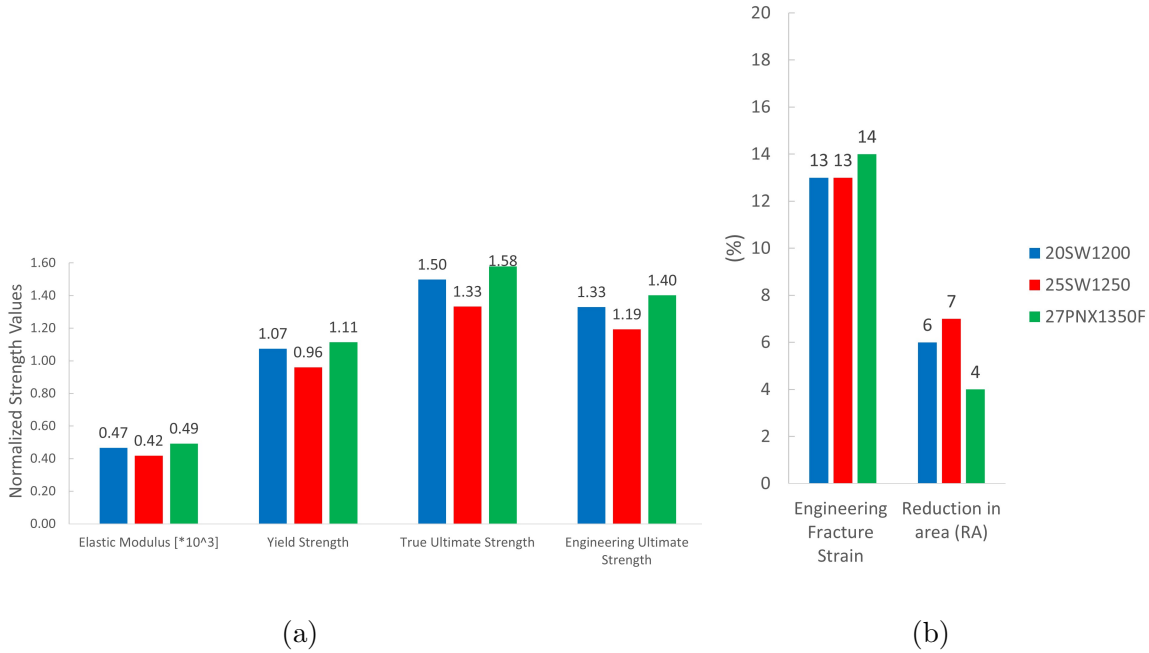 Normalized Strength Values
1.60
1.40
1.20
1.00
0.80
0.60
0.40
0.20
0.00
0.47
0.42
0.49
1.07
0.96
1.11
1.50
1.33
1.58
1.33
1.19
1.40
Elastic Modulus [*10^3]
Yield Strength
True Ultimate Strength
Engineering Ultimate
Strength
(a)
(%)
20
18
16
14
12
10
8
6
4
2
0
13
13
14
6
7
4
Engineering
Fracture
Strain
Reduction in
area (RA)
20SW1200
25SW1250
27PNX1350F
(b)